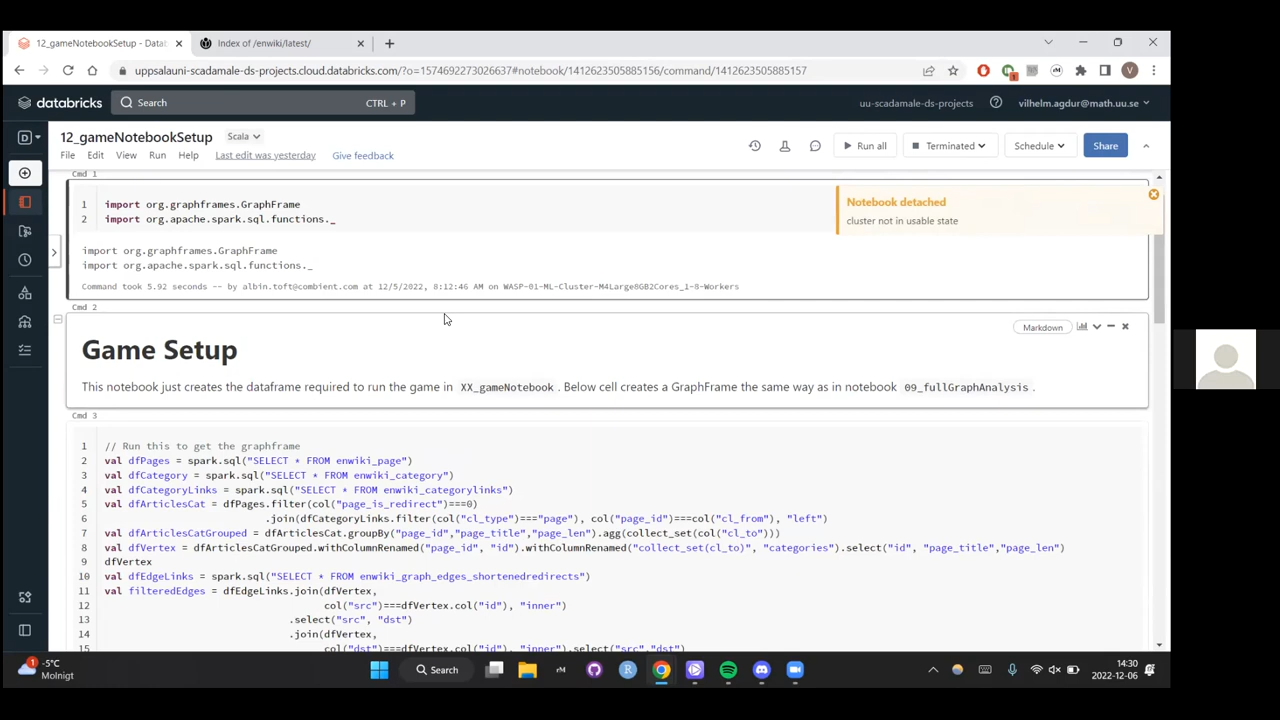 12_gameNotebookSetup - Datab
Index of /enwiki/latest/
uppsalauni-scadamale-ds-projects.cloud.databricks.com/?o=1574692273026637#notebook/1412623505885156/command/1412623505885157
V
databricks
Search
CTRL + P
uu-scadamale-ds-projects
vilhelm.agdur@math.uu.se
D
12_gameNotebookSetup
Scala
File
Edit
View
Run
Help
Last edit was yesterday
Give feedback
Run all
Terminated
Schedule
Share
Cmd 1
1 import org.graphframes.GraphFrame
2 import org.apache.spark.sql.functions._
Notebook detached
cluster not in usable state
import org.graphframes.GraphFrame
import org.apache.spark.sql.functions._
Command took 5.92 seconds -- by albin.toft@combient.com at 12/5/2022, 8:12:46 AM on WASP-01-ML-Cluster-M4Large8GB2Cores_1-8-Workers
Cmd 2
Markdown
Game Setup
This notebook just creates the dataframe required to run the game in XX_gameNotebook. Below cell creates a GraphFrame the same way as in notebook 09_fullGraphAnalysis.
Cmd 3
1 // Run this to get the graphframe
2 val dfPages = spark.sql("SELECT * FROM enwiki_page")
3 val dfCategory = spark.sql("SELECT * FROM enwiki_category")
4 val dfCategoryLinks = spark.sql("SELECT * FROM enwiki_categorylinks")
5 val dfArticlesCat = dfPages.filter(col("page_is_redirect")===0)
6 .join(dfCategoryLinks.filter(col("cl_type")==="page"), col("page_id")===col("cl_from"), "left")
7 val dfArticlesCatGrouped = dfArticlesCat.groupBy("page_id","page_title","page_len").agg(collect_set(col("cl_to")))
8 val dfVertex = dfArticlesCatGrouped.withColumnRenamed("page_id", "id").withColumnRenamed("collect_set(cl_to)", "categories").select("id", "page_title","page_len")
9 dfVertex
10 val dfEdgeLinks = spark.sql("SELECT * FROM enwiki_graph_edges_shortenedredirects")
11 val filteredEdges = dfEdgeLinks.join(dfVertex,
12 col("src")===dfVertex.col("id"), "inner")
13 .select("src", "dst")
14 .join(dfVertex,
15 col("dst")===dfVertex.col("id"), "inner").select("src","dst")
1
-5°C
Molnigt
Search
rM
R
14:30
2022-12-06